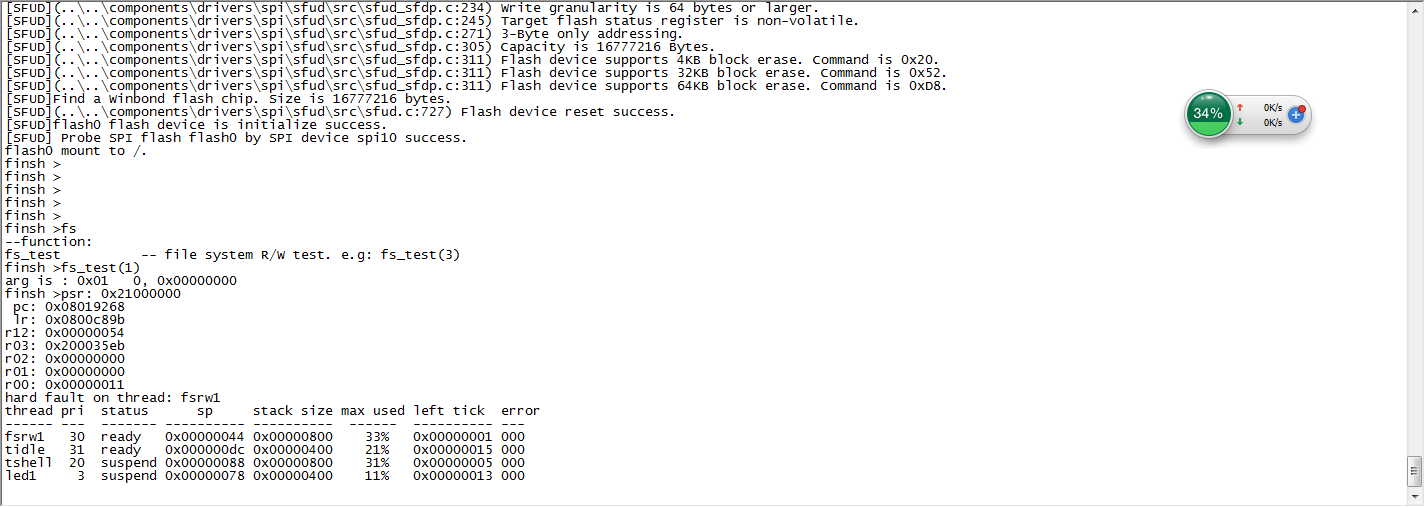 [SFUD](..\..\components\drivers\spi\sfud\src\sfud_sfdp.c:234) Write granularity is 64 bytes or larger.
[SFUD](..\..\components\drivers\spi\sfud\src\sfud_sfdp.c:245) Target flash status register is non-volatile.
[SFUD](..\..\components\drivers\spi\sfud\src\sfud_sfdp.c:271) 3-Byte only addressing.
[SFUD](..\..\components\drivers\spi\sfud\src\sfud_sfdp.c:305) Capacity is 16777216 Bytes.
[SFUD](..\..\components\drivers\spi\sfud\src\sfud_sfdp.c:311) Flash device supports 4KB block erase. Command is 0x20.
[SFUD](..\..\components\drivers\spi\sfud\src\sfud_sfdp.c:311) Flash device supports 32KB block erase. Command is 0x52.
[SFUD](..\..\components\drivers\spi\sfud\src\sfud_sfdp.c:311) Flash device supports 64KB block erase. Command is 0xD8.
[SFUD]Find a Winbond flash chip. Size is 16777216 bytes.
[SFUD](..\..\components\drivers\spi\sfud\src\sfud.c:727) Flash device reset success.
[SFUD]flash0 flash device is initialize success.
[SFUD] Probe SPI flash flash0 by SPI device spi10 success.
flash0 mount to /.
finsh >
finsh >
finsh >
finsh >
finsh >
finsh >fs
--function:
fs_test          -- file system R/W test. e.g: fs_test(3)
finsh >fs_test(1)
arg is : 0x01   0, 0x00000000
finsh >psr: 0x21000000
 pc: 0x08019268
 lr: 0x0800c89b
r12: 0x00000054
r03: 0x200035eb
r02: 0x00000000
r01: 0x00000000
r00: 0x00000011
hard fault on thread: fsrw1
thread pri  status      sp     stack size max used left tick  error
------ ---  ------- ---------- ----------  ------  ---------- ---
fsrw1   30  ready   0x00000044 0x00000800    33%   0x00000001 000
tidle   31  ready   0x000000dc 0x00000400    21%   0x00000015 000
tshell  20  suspend 0x00000088 0x00000800    31%   0x00000005 000
led1     3  suspend 0x00000078 0x00000400    11%   0x00000013 000
34%
0K/s
0K/s